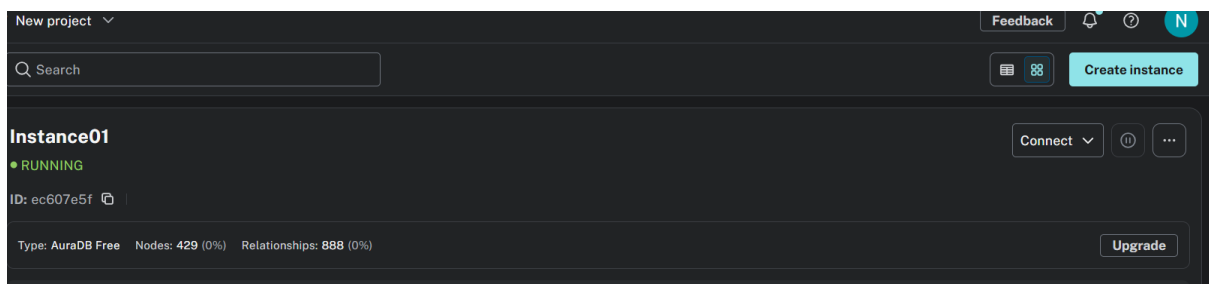 New project
Feedback
N
Search
Create instance
Instance01
Connect
RUNNING
ID: ec607e5f
Type: AuraDB Free Nodes: 429 (0%) Relationships: 888 (0%)
Upgrade